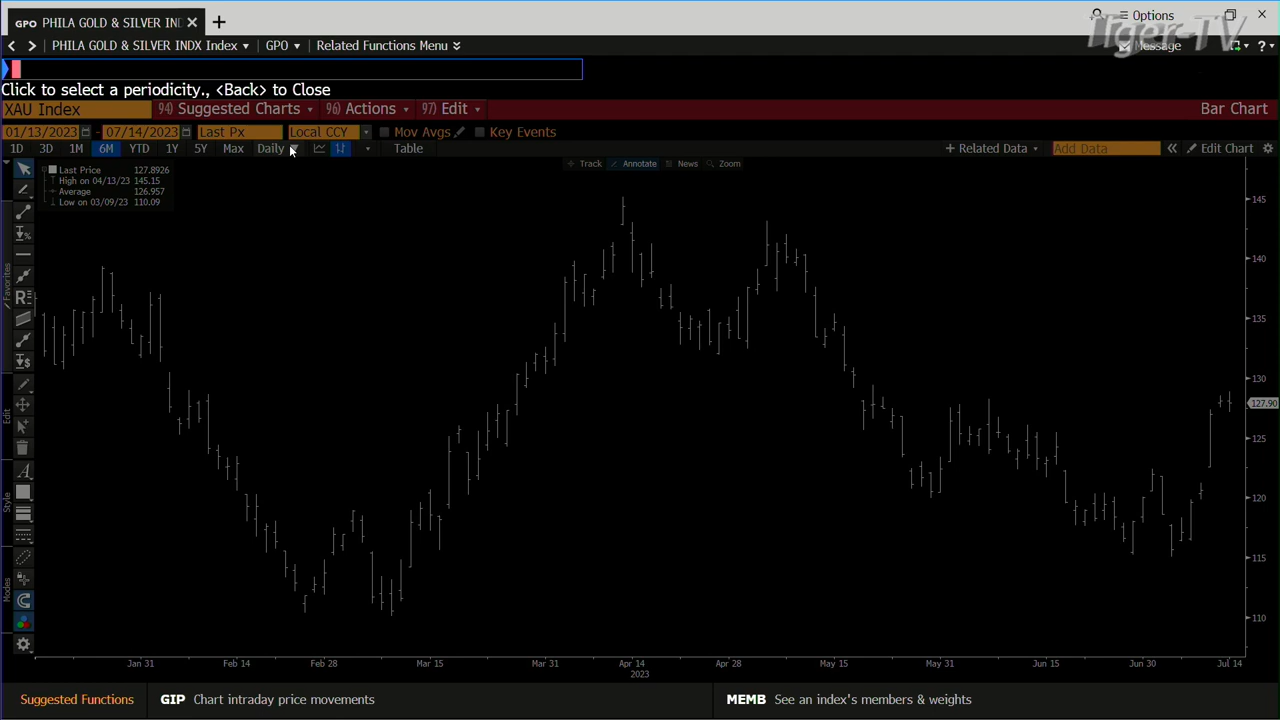 GPO PHILA GOLD & SILVER IND
Options
Tiger-TV
PHILA GOLD & SILVER INDX Index GPO Related Functions Menu
Message
Click to select a periodicity., <Back> to Close
XAU Index 94) Suggested Charts 96) Actions 97) Edit Bar Chart
01/13/2023 - 07/14/2023 Last Px Local CCY Mov Avgs Key Events
1D 3D 1M 6M YTD 1Y 5Y Max Daily Table + Related Data Add Data Edit Chart
Track Annotate News Zoom
Last Price 127.8926
High on 04/13/23 145.15
Average 126.957
Low on 03/09/23 110.09
Favorites
Edit
Style
Modes
145
140
135
130
127.90
125
120
115
110
Jan 31 Feb 14 Feb 28 Mar 15 Mar 31 Apr 14 Apr 28 May 15 May 31 Jun 15 Jun 30 Jul 14
2023
Suggested Functions GIP Chart intraday price movements MEMB See an index's members & weights